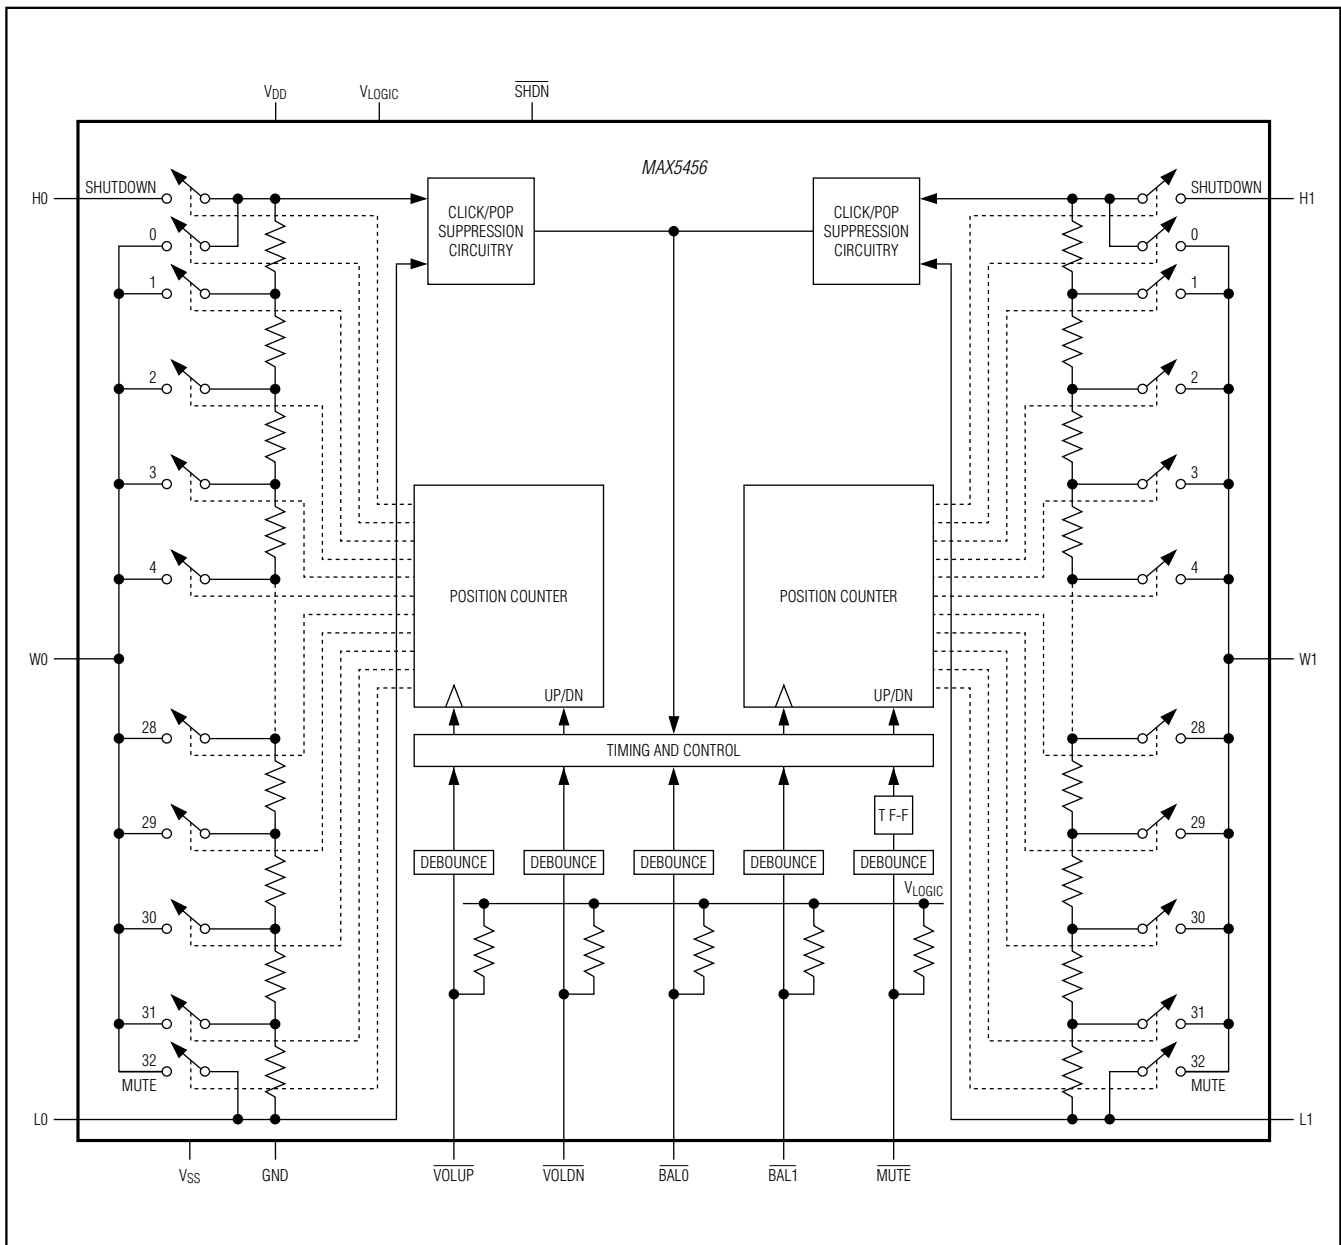 VDD VLOGIC SHDN
MAX5456
H0 SHUTDOWN
CLICK/POP
SUPPRESSION
CIRCUITRY
CLICK/POP
SUPPRESSION
CIRCUITRY
SHUTDOWN H1
0 0
1 1
2 2
3 3
4 4
POSITION COUNTER POSITION COUNTER
W0 W1
UP/DN UP/DN
28 28
TIMING AND CONTROL
T F-F
29 29
DEBOUNCE DEBOUNCE DEBOUNCE DEBOUNCE DEBOUNCE
VLOGIC
30 30
31 31
32 32
MUTE MUTE
L0 L1
VSS GND VOLUP VOLDN BAL0 BAL1 MUTE